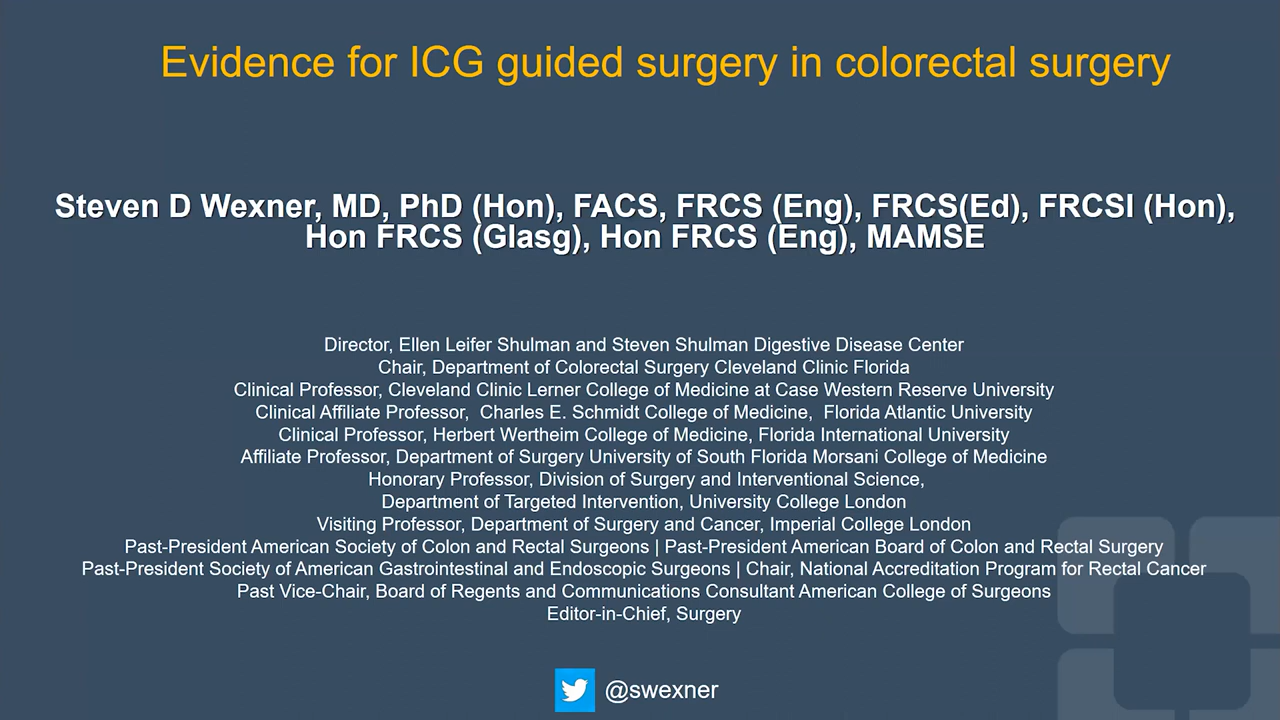 Evidence for ICG guided surgery in colorectal surgery
Steven D Wexner, MD, PhD (Hon), FACS, FRCS (Eng), FRCS(Ed), FRCSI (Hon),
Hon FRCS (Glasg), Hon FRCS (Eng), MAMSE
Director, Ellen Leifer Shulman and Steven Shulman Digestive Disease Center
Chair, Department of Colorectal Surgery Cleveland Clinic Florida
Clinical Professor, Cleveland Clinic Lerner College of Medicine at Case Western Reserve University
Clinical Affiliate Professor, Charles E. Schmidt College of Medicine, Florida Atlantic University
Clinical Professor, Herbert Wertheim College of Medicine, Florida International University
Affiliate Professor, Department of Surgery University of South Florida Morsani College of Medicine
Honorary Professor, Division of Surgery and Interventional Science,
Department of Targeted Intervention, University College London
Visiting Professor, Department of Surgery and Cancer, Imperial College London
Past-President American Society of Colon and Rectal Surgeons | Past-President American Board of Colon and Rectal Surgery
Past-President Society of American Gastrointestinal and Endoscopic Surgeons | Chair, National Accreditation Program for Rectal Cancer
Past Vice-Chair, Board of Regents and Communications Consultant American College of Surgeons
Editor-in-Chief, Surgery
@swexner